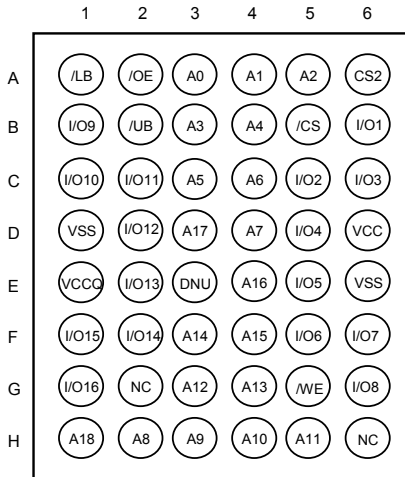 1 2 3 4 5 6
A /LB /OE A0 A1 A2 CS2
B I/O9 /UB A3 A4 /CS I/O1
C I/O10 I/O11 A5 A6 I/O2 I/O3
D VSS I/O12 A17 A7 I/O4 VCC
E VCCQ I/O13 DNU A16 I/O5 VSS
F I/O15 I/O14 A14 A15 I/O6 I/O7
G I/O16 NC A12 A13 /WE I/O8
H A18 A8 A9 A10 A11 NC